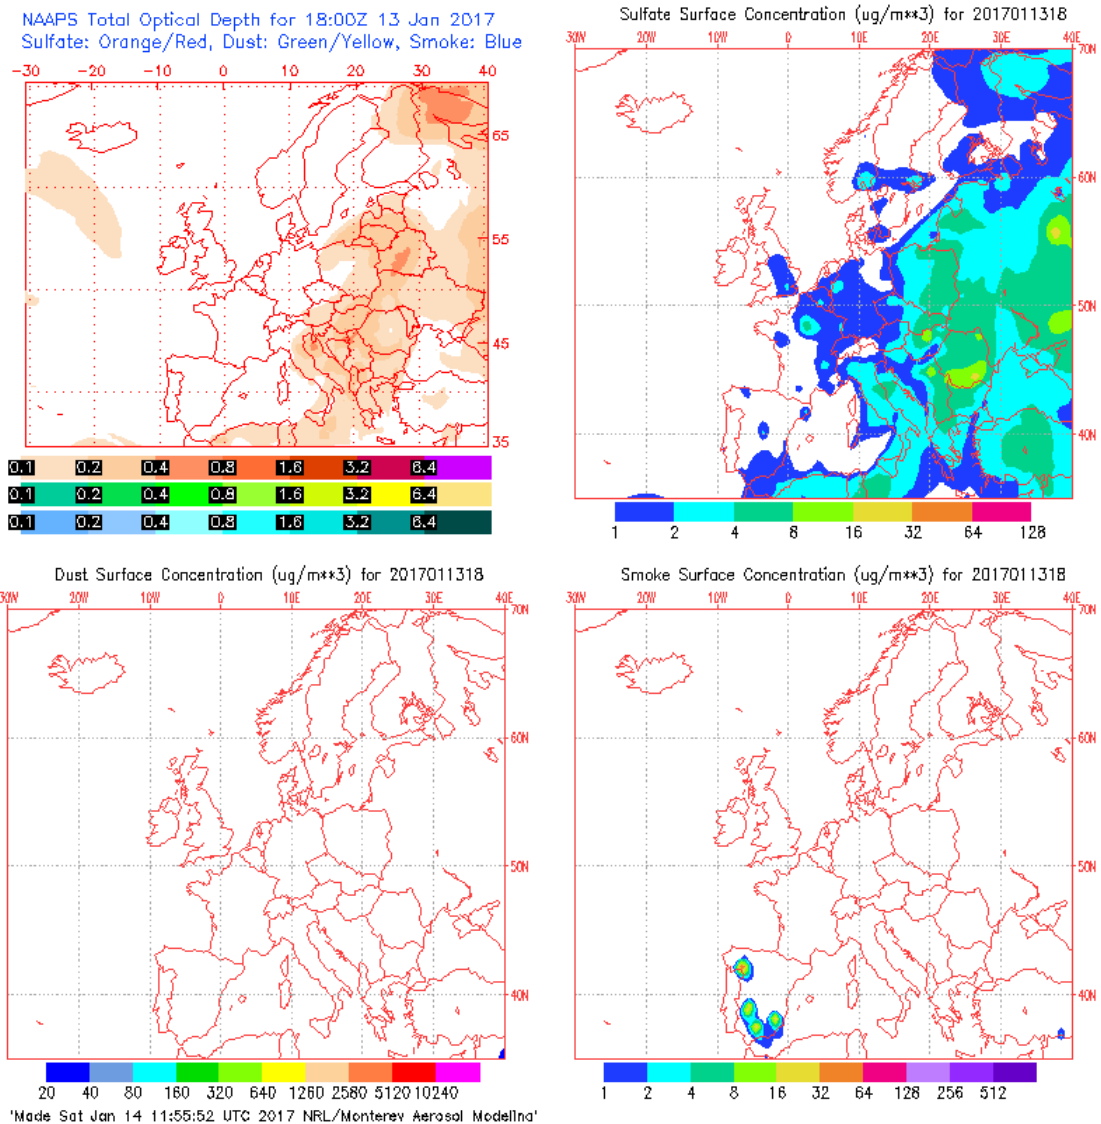 NAAPS Total Optical Depth for 18:00Z 13 Jan 2017
Sulfate: Orange/Red, Dust: Green/Yellow, Smoke: Blue
-30 -20 -10 0 10 20 30 40
65
55
45
35
0.1 0.2 0.4 0.8 1.6 3.2 6.4
0.1 0.2 0.4 0.8 1.6 3.2 6.4
0.1 0.2 0.4 0.8 1.6 3.2 6.4
Sulfate Surface Concentration (ug/m**3) for 2017011318
30W 20W 10W 0 10E 20E 30E 40E
70N
60N
50N
40N
1 2 4 8 16 32 64 128
Dust Surface Concentration (ug/m**3) for 2017011318
30W 20W 10W 0 10E 20E 30E 40E
70N
60N
50N
40N
20 40 80 160 320 640 1260 2580 5120 10240
'Made Sat Jan 14 11:55:52 UTC 2017 NRL/Monterey Aerosol Modeling'
Smoke Surface Concentration (ug/m**3) for 2017011318
30W 20W 10W 0 10E 20E 30E 40E
70N
60N
50N
40N
1 2 4 8 16 32 64 128 256 512